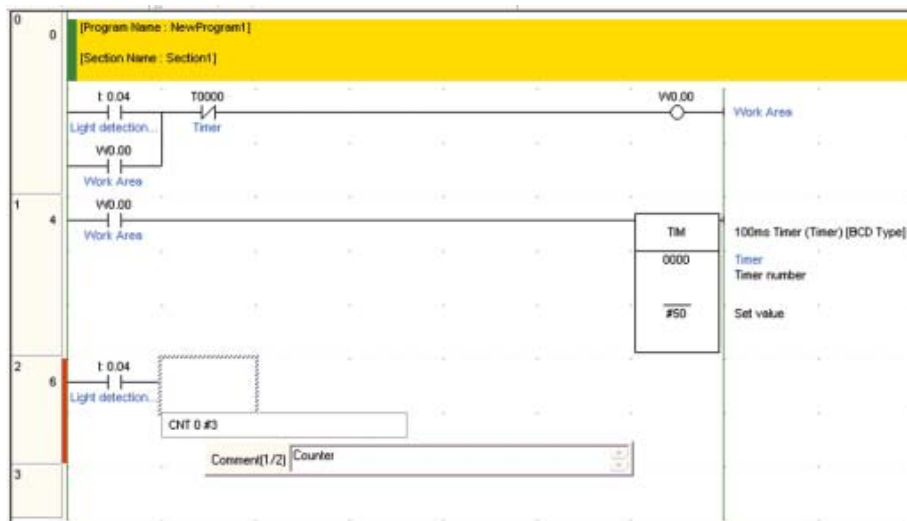 0
0
[Program Name : NewProgram1]
[Section Name : Section1]
I: 0.04
T0000
W0.00
Light detection...
Timer
Work Area
W0.00
Work Area
1
4
W0.00
Work Area
TIM
100ms Timer (Timer) [BCD Type]
0000
Timer
Timer number
#50
Set value
2
6
I: 0.04
Light detection...
CNT 0 #3
Comment(1/2)
Counter
3